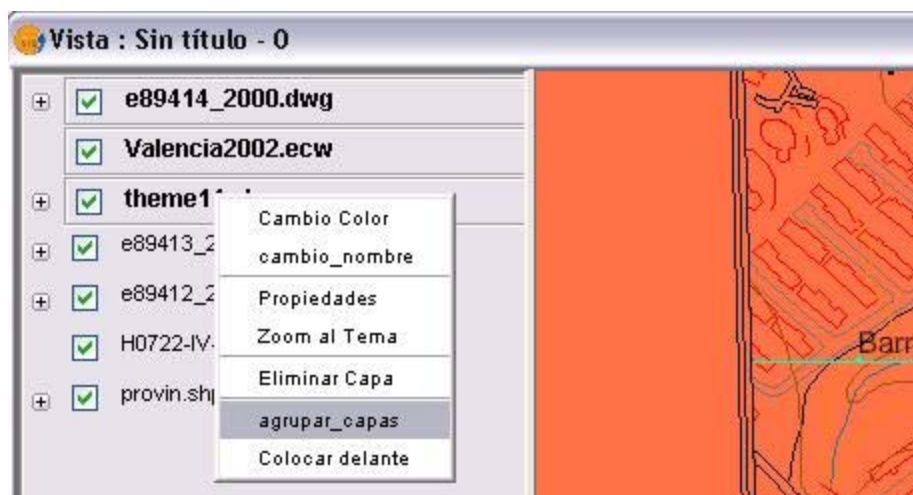 Vista : Sin título - 0
e89414_2000.dwg
Valencia2002.ecw
theme1
e89413_2
e89412_2
H0722-IV-
provin.shp
Cambio Color
cambio_nombre
Propiedades
Zoom al Tema
Eliminar Capa
agrupar_capas
Colocar delante
Barr